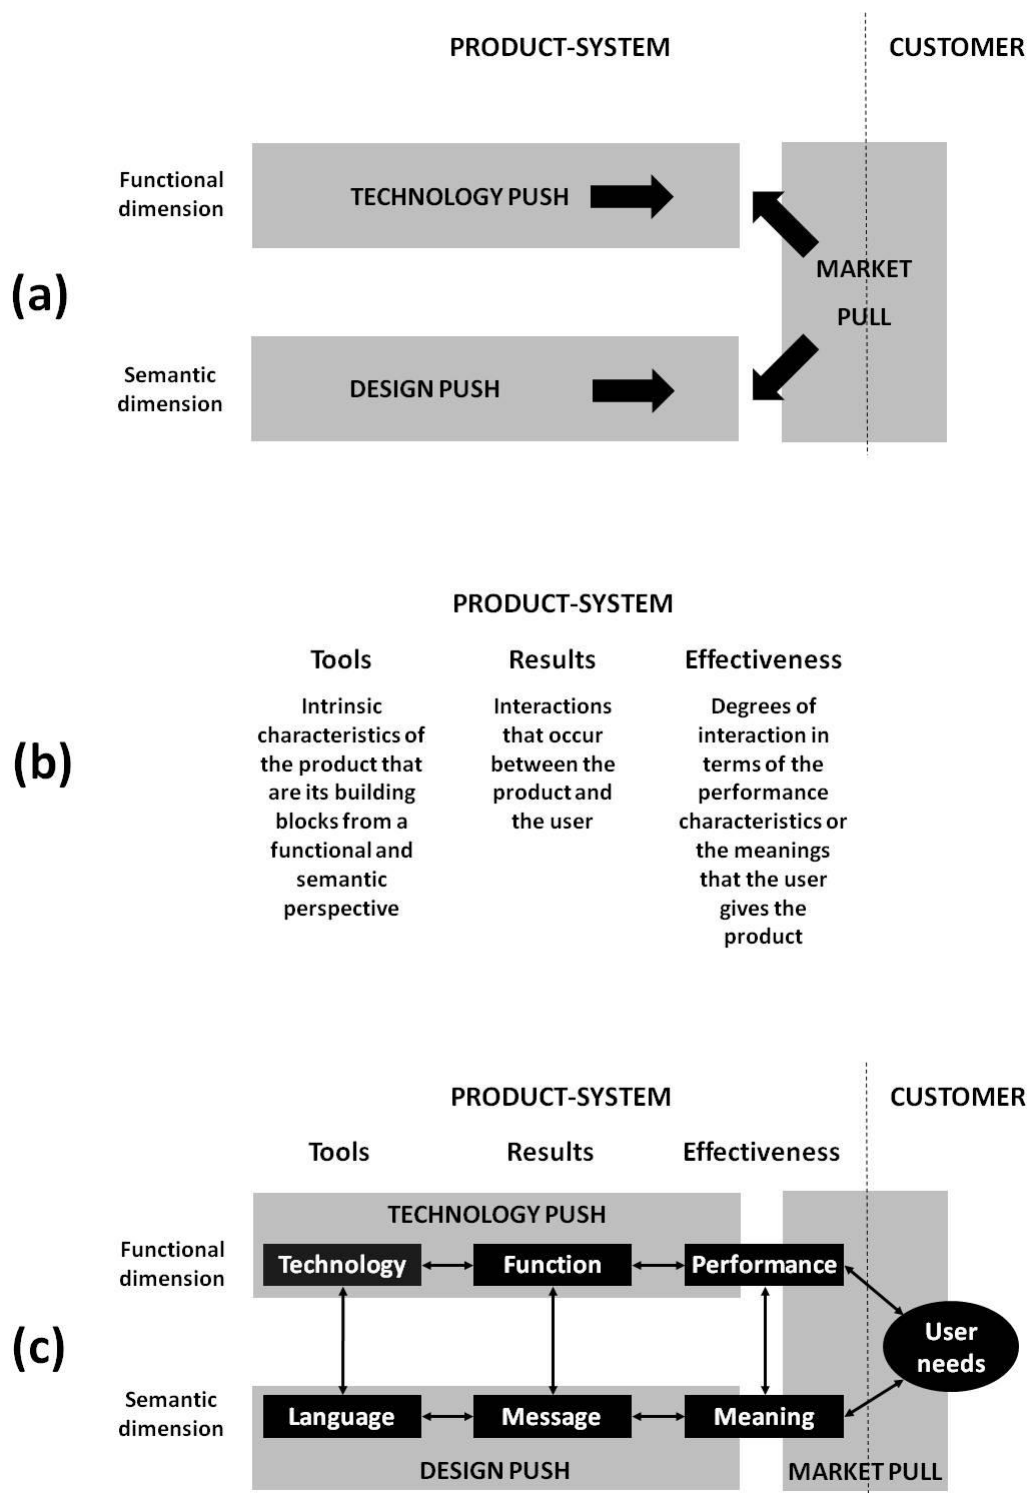 PRODUCT-SYSTEM
CUSTOMER
Functional
dimension
TECHNOLOGY PUSH
(a)
MARKET
PULL
Semantic
dimension
DESIGN PUSH
PRODUCT-SYSTEM
Tools
Results
Effectiveness
(b)
Intrinsic
characteristics of
the product that
are its building
blocks from a
functional and
semantic
perspective
Interactions
that occur
between the
product and
the user
Degrees of
interaction in
terms of the
performance
characteristics or
the meanings
that the user
gives the
product
PRODUCT-SYSTEM
CUSTOMER
Tools
Results
Effectiveness
TECHNOLOGY PUSH
Functional
dimension
Technology
Function
Performance
(c)
User
needs
Semantic
dimension
Language
Message
Meaning
DESIGN PUSH
MARKET PULL